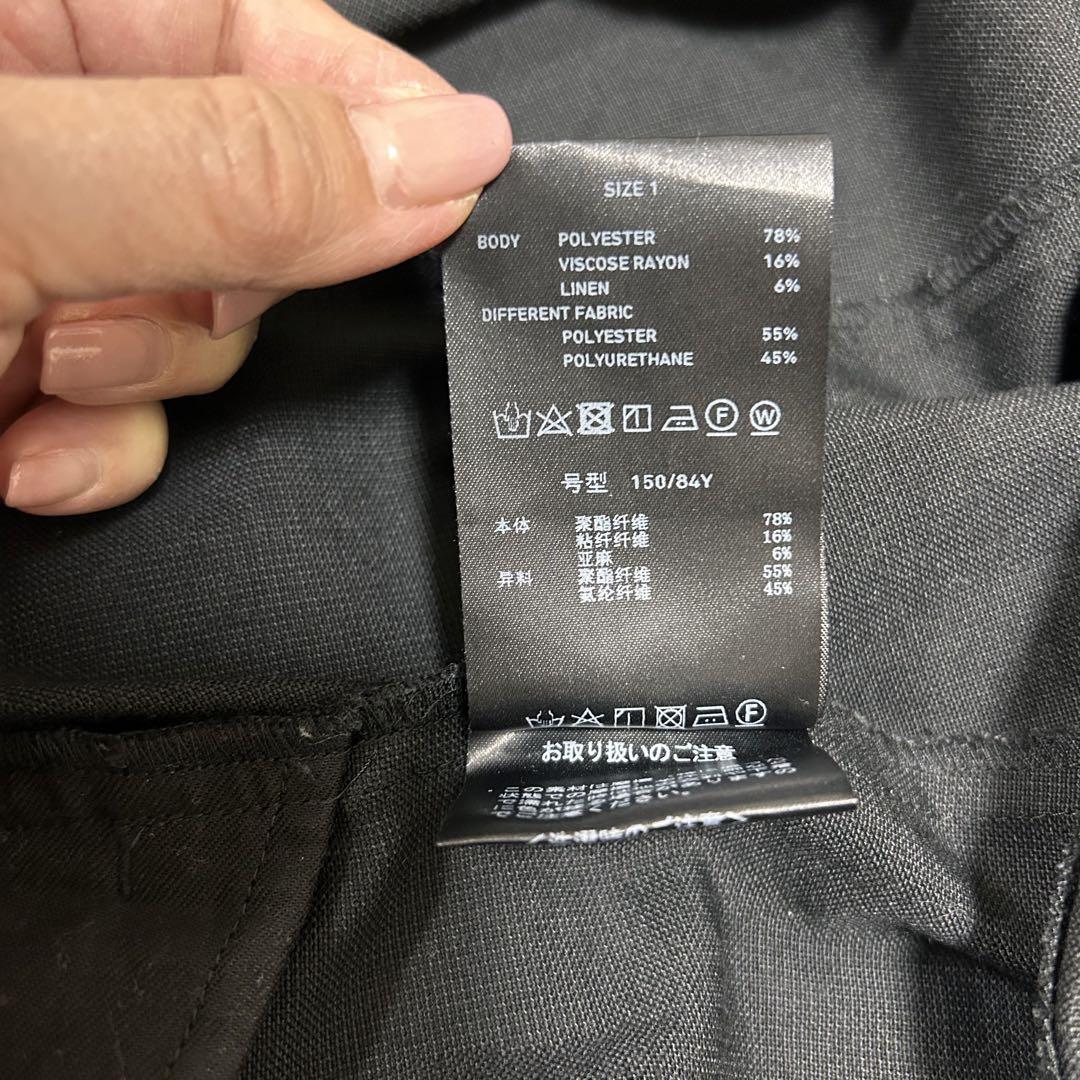 SIZE 1
BODY POLYESTER 78%
VISCOSE RAYON 16%
LINEN 6%
DIFFERENT FABRIC
POLYESTER 55%
POLYURETHANE 45%
F W
号型 150/84Y
本体 聚酯纤维 78%
粘纤纤维 16%
亚麻 6%
异料 聚酯纤维 55%
氨纶纤维 45%
F
お取り扱いのご注意